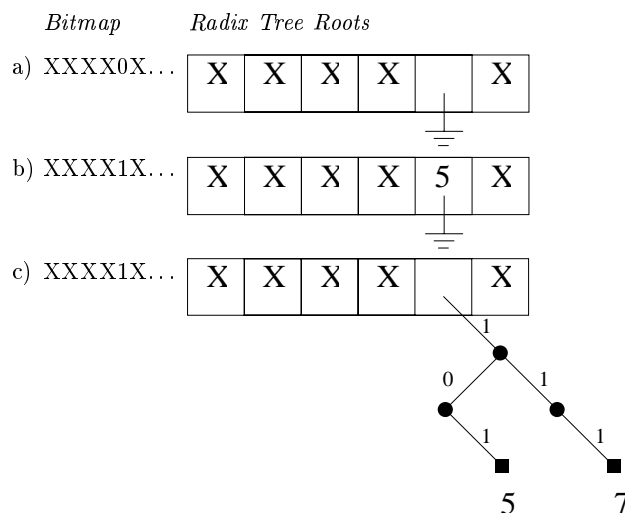 Bitmap Radix Tree Roots
a) XXXX0X... X X X X X
b) XXXX1X... X X X X 5 X
c) XXXX1X... X X X X X
1
0 1
1 1
5 7